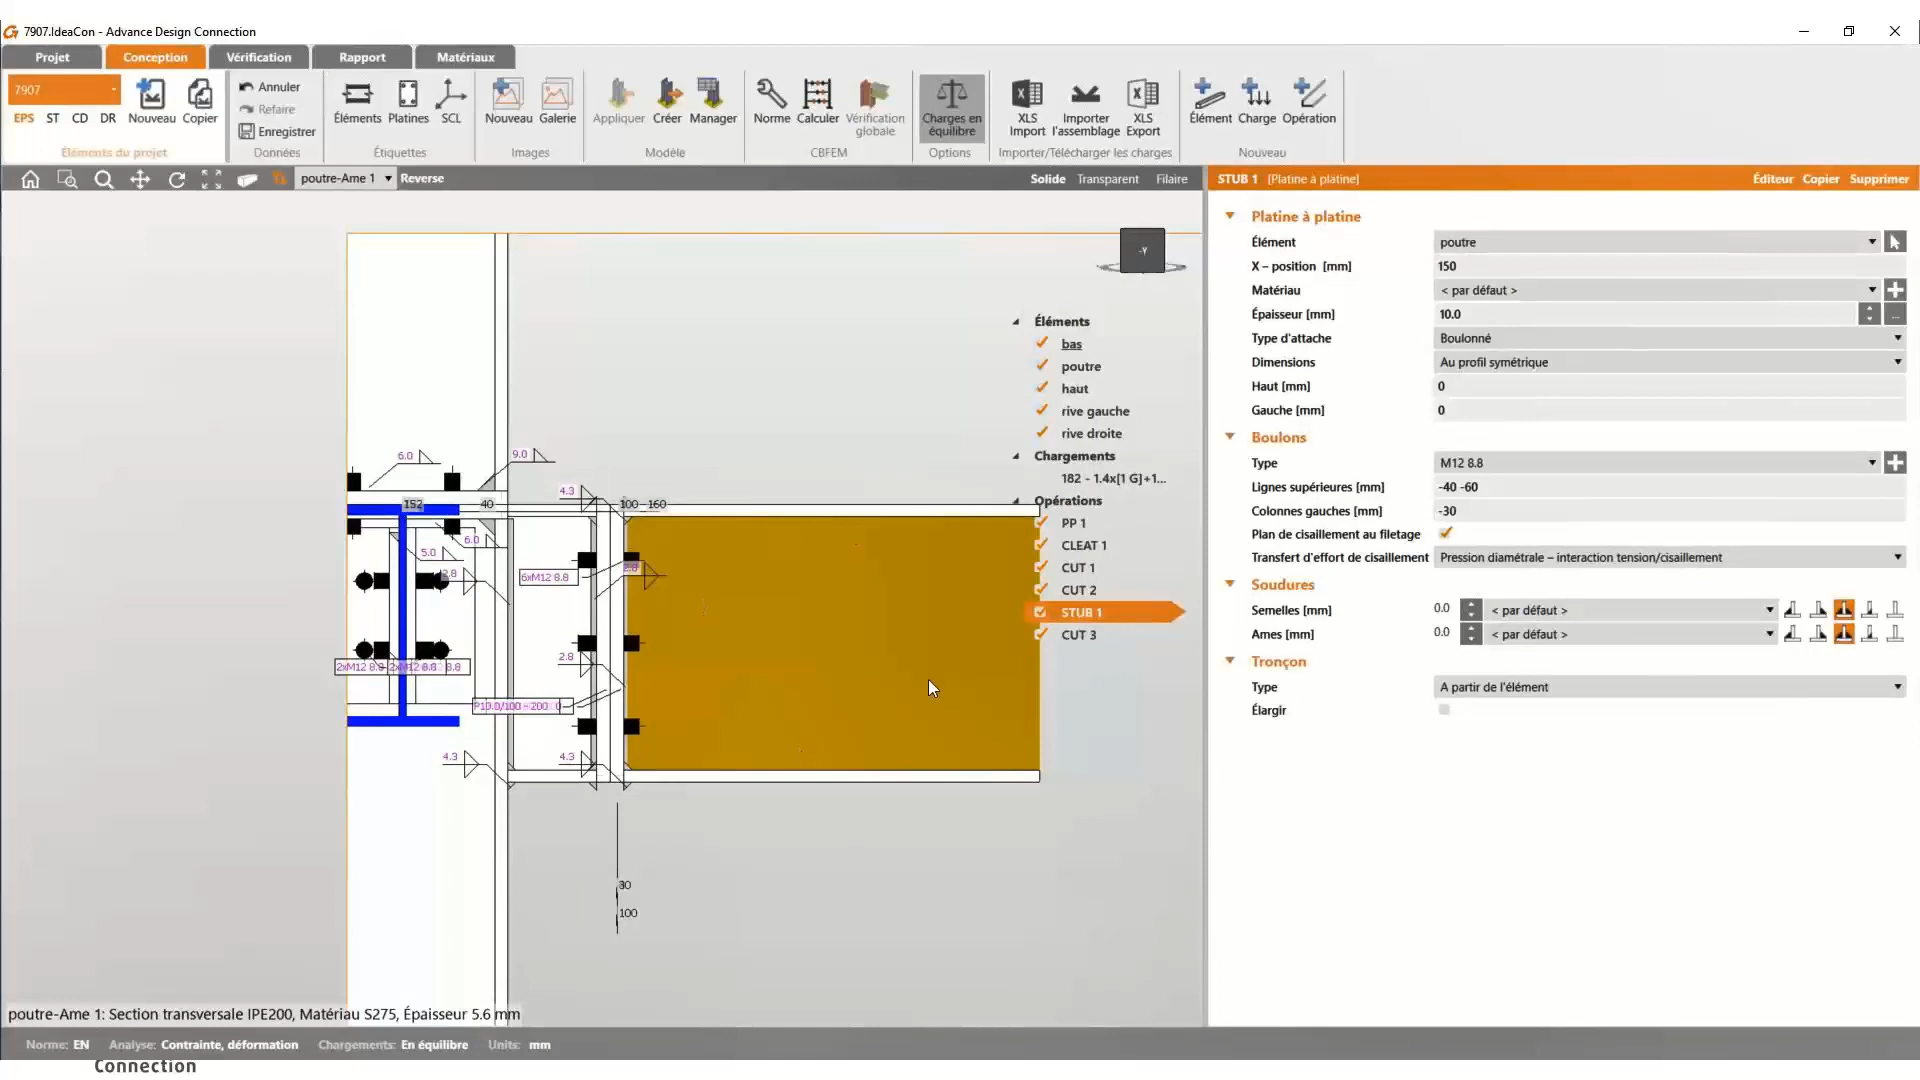 7907.IdeaCon - Advance Design Connection
Projet
Conception
Vérification
Rapport
Matériaux
7907
EPS ST CD DR
Nouveau
Copier
Éléments du projet
Annuler
Refaire
Enregistrer
Données
Éléments
Platines
SCL
Étiquettes
Nouveau
Galerie
Images
Appliquer
Créer
Manager
Modèle
Norme
Calculer
Vérification globale
CBFEM
Charges en équilibre
Options
XLS Import
Importer l'assemblage
XLS Export
Importer/Télécharger les charges
Élément
Charge
Opération
Nouveau
poutre-Ame 1
Reverse
Solide
Transparent
Filaire
-Y
Éléments
bas
poutre
haut
rive gauche
rive droite
Chargements
182 - 1.4x[1 G]+1...
Opérations
PP 1
CLEAT 1
CUT 1
CUT 2
STUB 1
CUT 3
6.0
9.0
4.3
152
40
100
160
6.0
5.0
2.8
6xM12 8.8
2.8
2xM12 8.8
2.8
4.3
4.3
30
100
poutre-Ame 1: Section transversale IPE200, Matériau S275, Épaisseur 5.6 mm
STUB 1 [Platine à platine]
Éditeur Copier Supprimer
Platine à platine
Élément poutre
X – position [mm] 150
Matériau < par défaut >
Épaisseur [mm] 10.0
...
Type d'attache Boulonné
Dimensions Au profil symétrique
Haut [mm] 0
Gauche [mm] 0
Boulons
Type M12 8.8
Lignes supérieures [mm] -40 -60
Colonnes gauches [mm] -30
Plan de cisaillement au filetage
Transfert d'effort de cisaillement Pression diamétrale – interaction tension/cisaillement
Soudures
Semelles [mm] 0.0 < par défaut >
Ames [mm] 0.0 < par défaut >
Tronçon
Type A partir de l'élément
Élargir
Norme: EN Analyse: Contrainte, déformation Chargements: En équilibre Units: mm
Connection